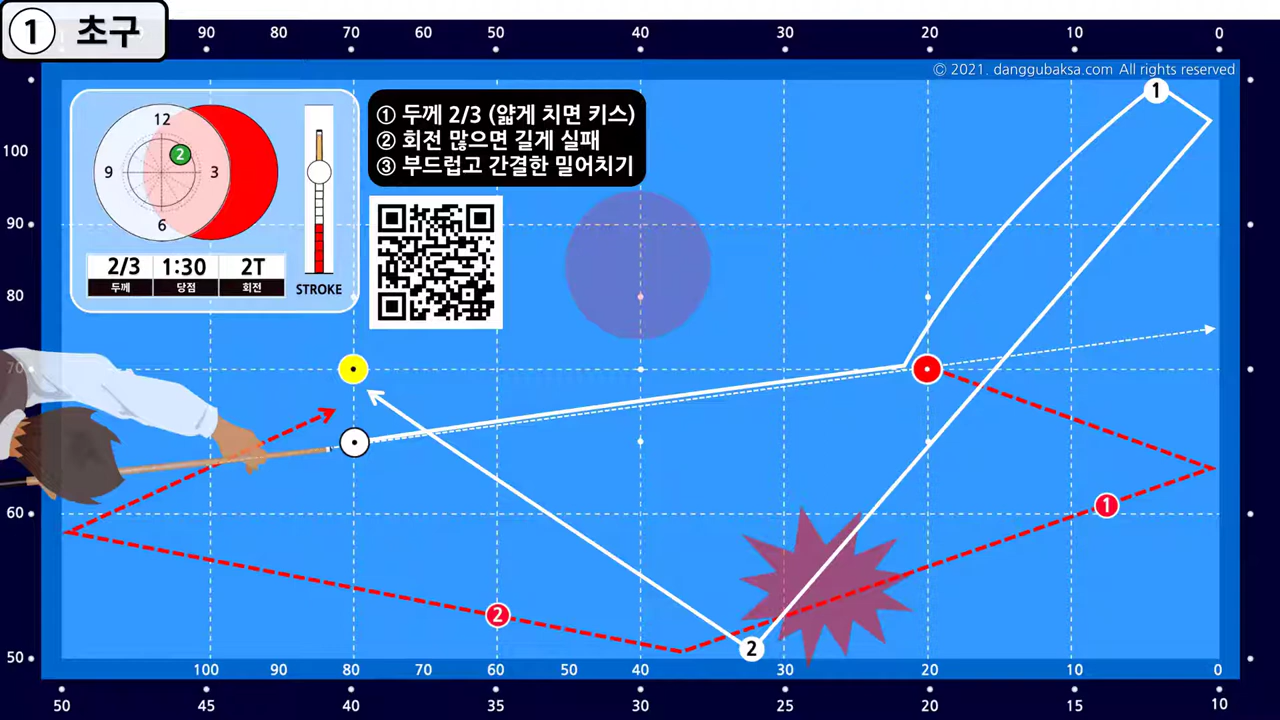 ① 초구
90 80 70 60 50 40 30 20 10 0
© 2021. danggubaksa.com All rights reserved
12
2
9 3
6
2/3 1:30 2T
두께 당점 회전
STROKE
① 두께 2/3 (얇게 치면 키스)
② 회전 많으면 길게 실패
③ 부드럽고 간결한 밀어치기
1
100
90
80
70
60
50
1
2
2
100 90 80 70 60 50 40 30 20 10 0
50 45 40 35 30 25 20 15 10